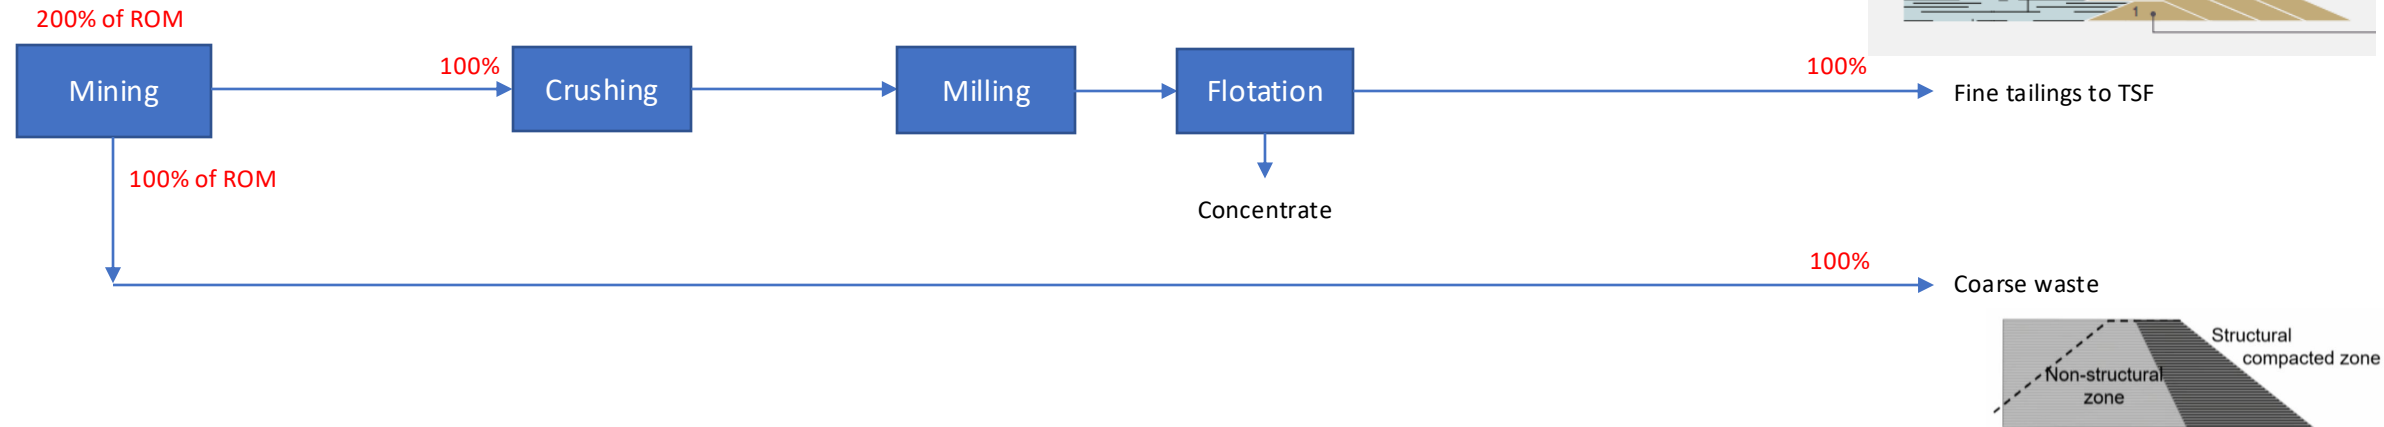 200% of ROM
1
Mining
100%
Crushing
Milling
Flotation
100%
Fine tailings to TSF
100% of ROM
Concentrate
100%
Coarse waste
Structural
compacted zone
Non-structural
zone